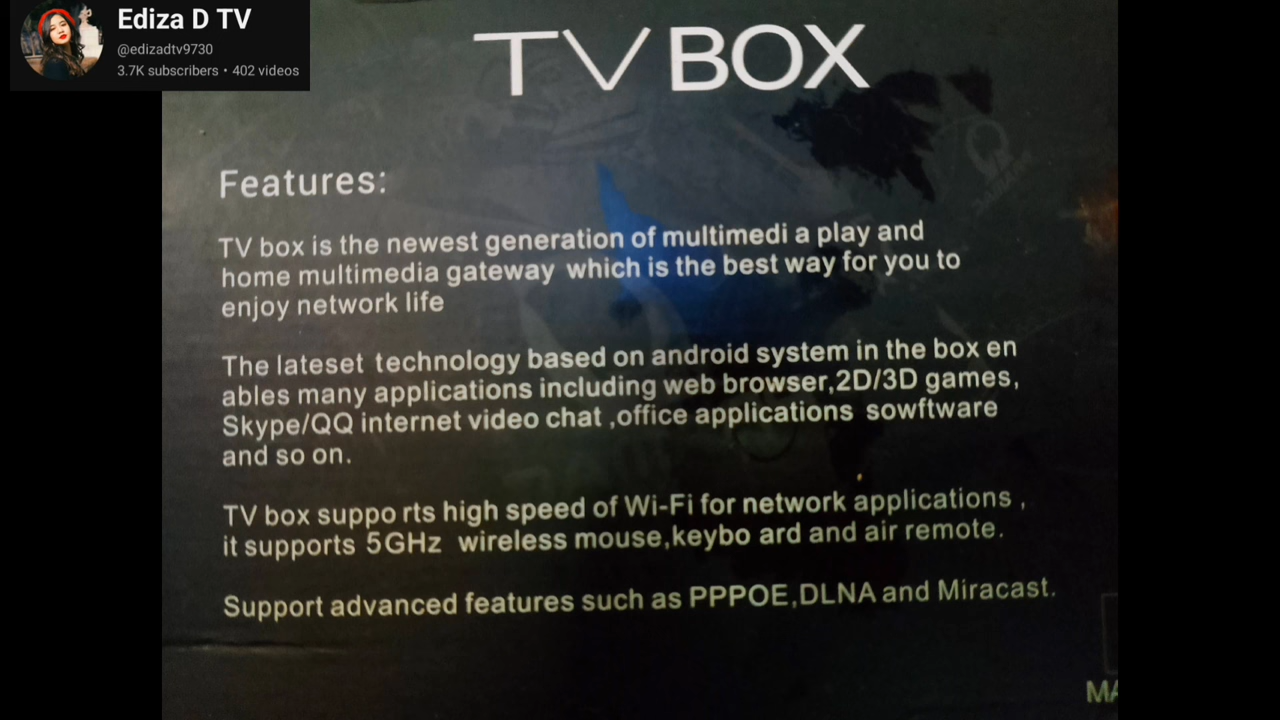 Ediza D TV
@edizadtv9730
3.7K subscribers • 402 videos
TV BOX
Features:
TV box is the newest generation of multimedi a play and
home multimedia gateway which is the best way for you to
enjoy network life
The lateset technology based on android system in the box en
ables many applications including web browser,2D/3D games,
Skype/QQ internet video chat ,office applications sowftware
and so on.
TV box suppo rts high speed of Wi-Fi for network applications ,
it supports 5GHz wireless mouse,keybo ard and air remote.
Support advanced features such as PPPOE,DLNA and Miracast.